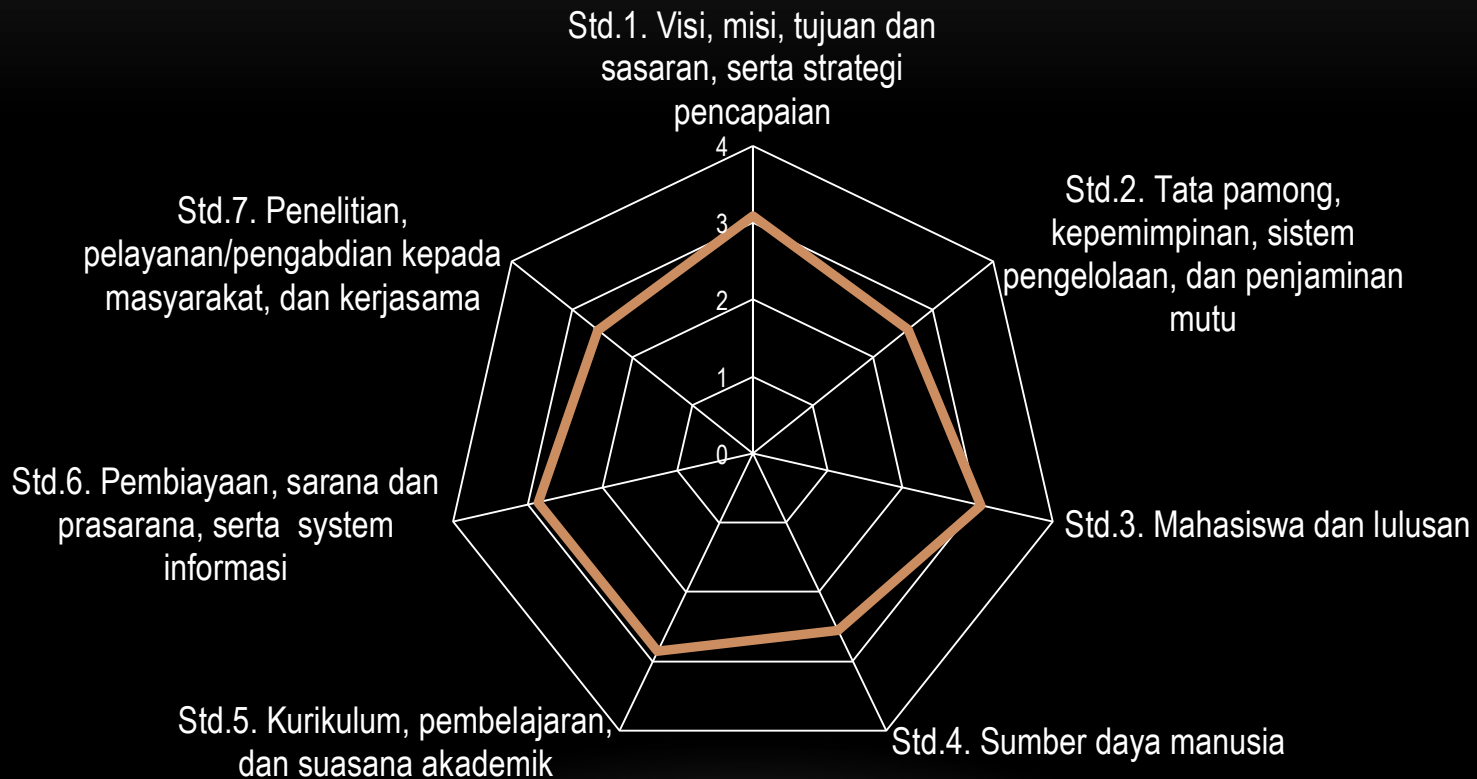 Std.1. Visi, misi, tujuan dan
sasaran, serta strategi
pencapaian
4
3
2
1
0
Std.2. Tata pamong,
kepemimpinan, sistem
pengelolaan, dan penjaminan
mutu
Std.3. Mahasiswa dan lulusan
Std.4. Sumber daya manusia
Std.5. Kurikulum, pembelajaran,
dan suasana akademik
Std.6. Pembiayaan, sarana dan
prasarana, serta  system
informasi
Std.7. Penelitian,
pelayanan/pengabdian kepada
masyarakat, dan kerjasama